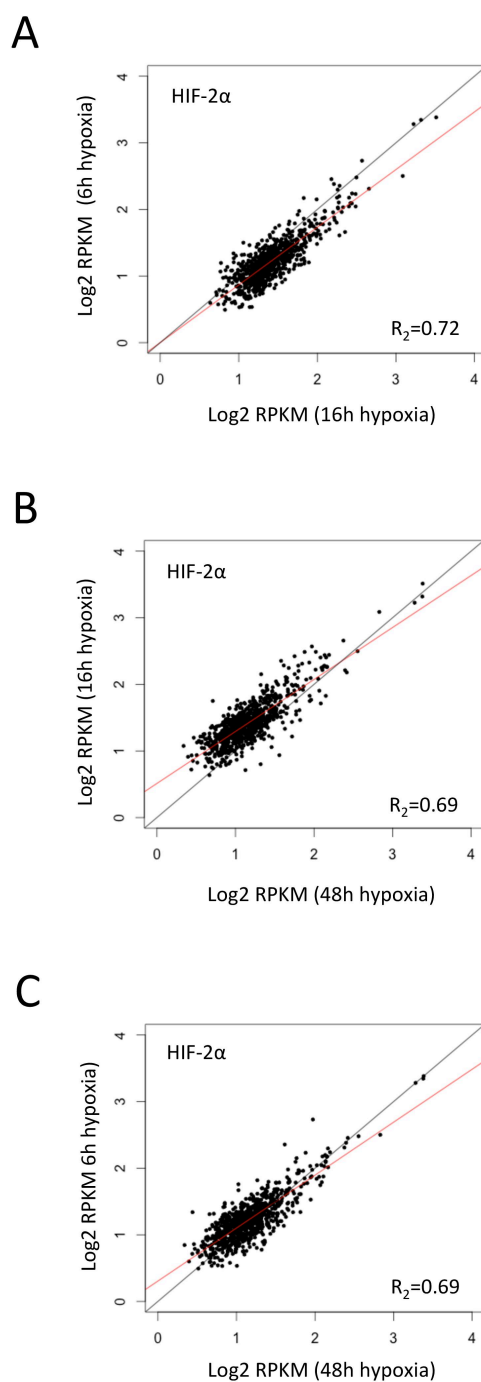 A
HIF-2α
Log2 RPKM (6h hypoxia)
4
3
2
1
0
R₂=0.72
0 1 2 3 4
Log2 RPKM (16h hypoxia)
B
HIF-2α
Log2 RPKM (16h hypoxia)
4
3
2
1
0
R₂=0.69
0 1 2 3 4
Log2 RPKM (48h hypoxia)
C
HIF-2α
Log2 RPKM 6h hypoxia)
4
3
2
1
0
R₂=0.69
0 1 2 3 4
Log2 RPKM (48h hypoxia)